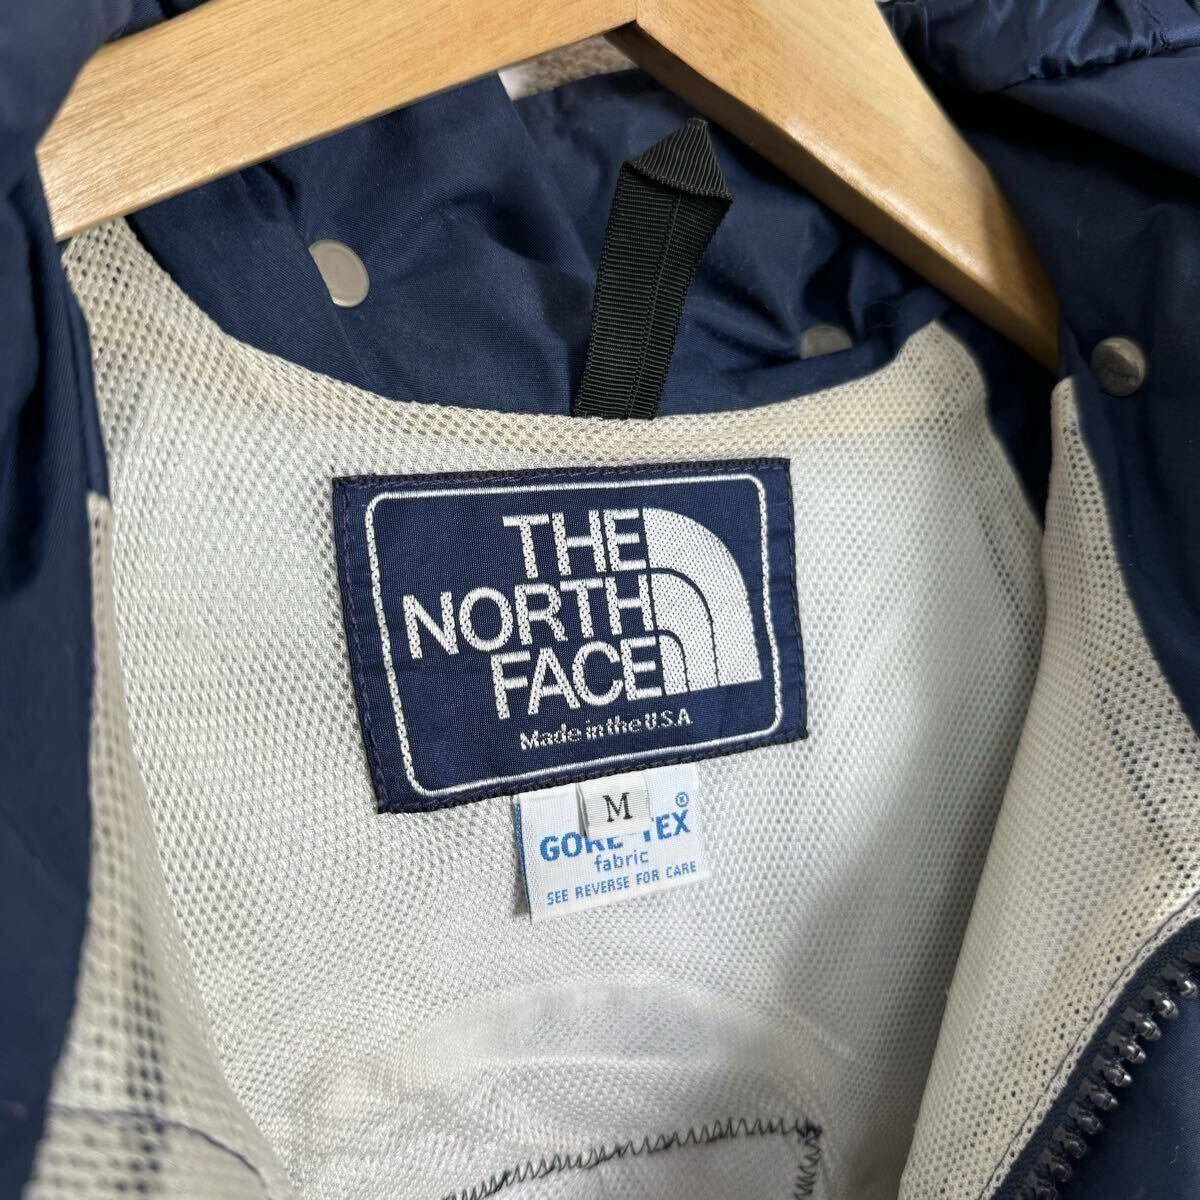 THE
NORTH
FACE
Made in the U.S.A
M
GORE-TEX®
fabric
SEE REVERSE FOR CARE